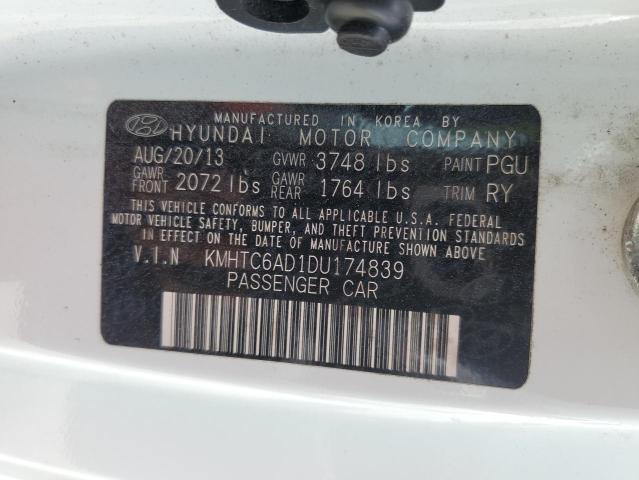 MANUFACTURED IN KOREA BY
HYUNDAI MOTOR COMPANY
AUG/20/13 GVWR 3748 lbs PAINT PGU
GAWR FRONT 2072 lbs GAWR REAR 1764 lbs TRIM RY
THIS VEHICLE CONFORMS TO ALL APPLICABLE U.S.A. FEDERAL
MOTOR VEHICLE SAFETY, BUMPER, AND THEFT PREVENTION STANDARDS
IN EFFECT ON THE DATE OF MANUFACTURE SHOWN ABOVE
V.I.N KMHTC6AD1DU174839
PASSENGER CAR